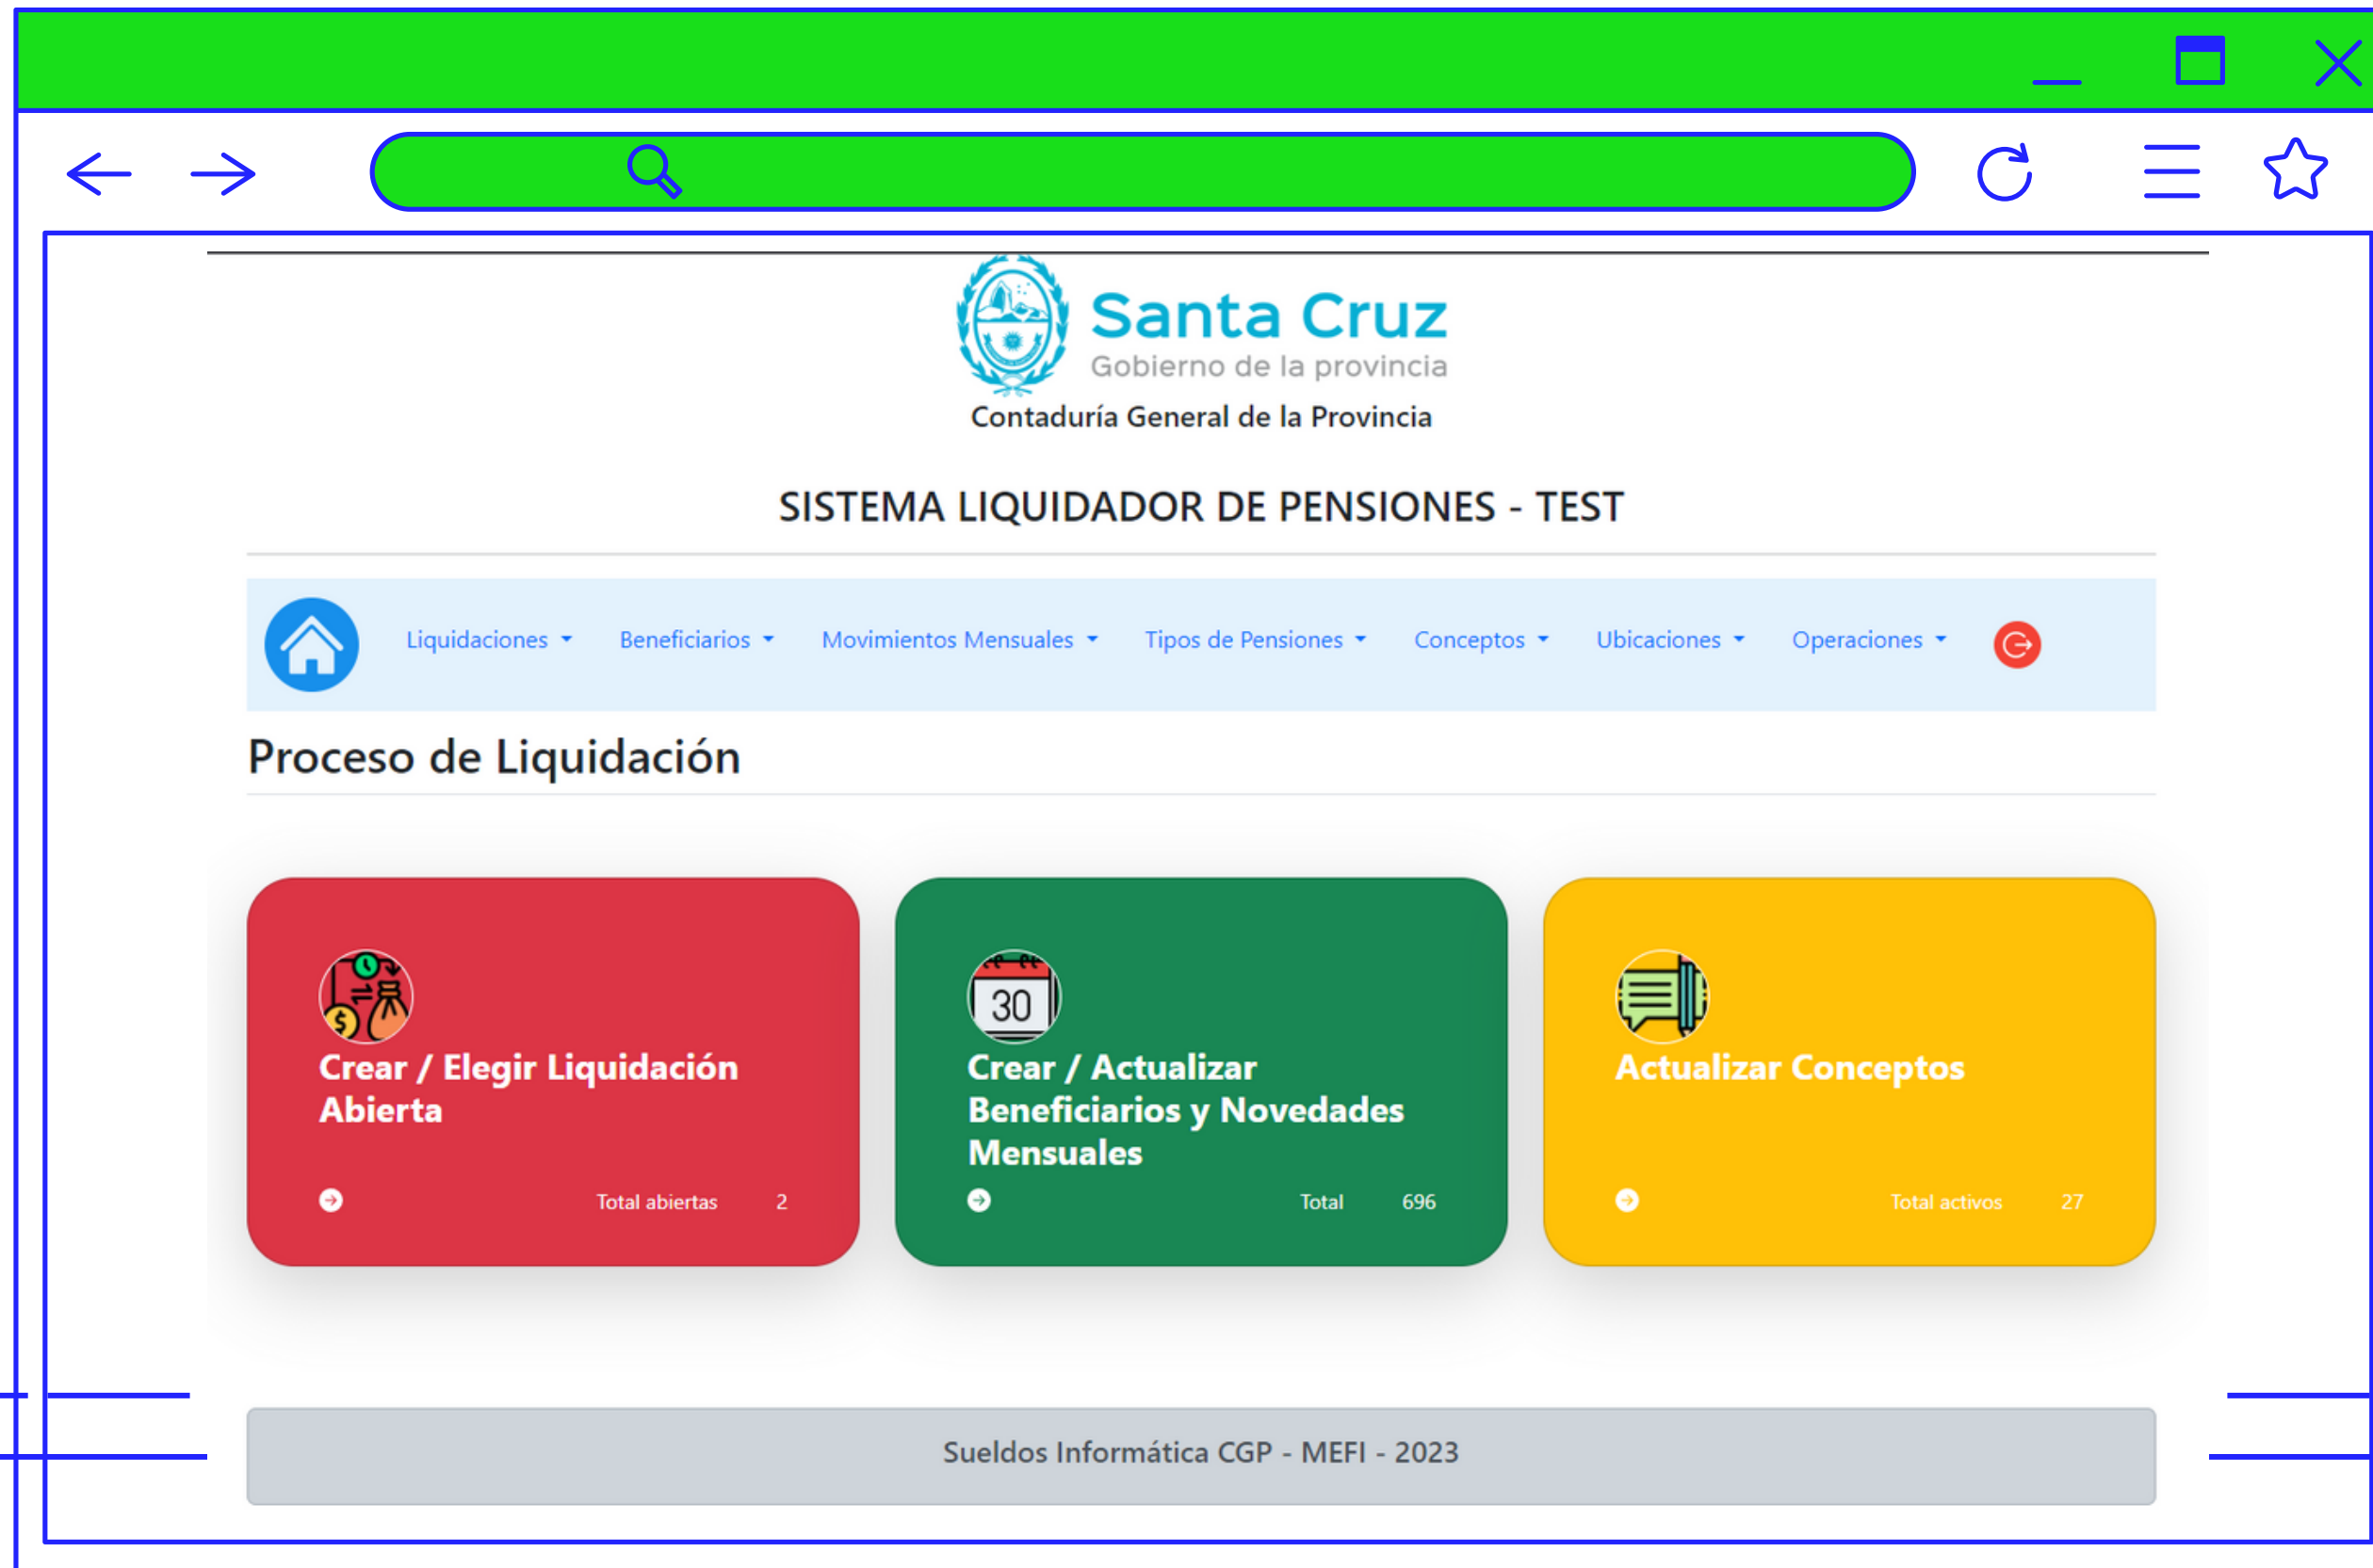 Santa Cruz
Gobierno de la provincia
Contaduría General de la Provincia
SISTEMA LIQUIDADOR DE PENSIONES - TEST
Liquidaciones Beneficiarios Movimientos Mensuales Tipos de Pensiones Conceptos Ubicaciones Operaciones
Proceso de Liquidación
Crear / Elegir Liquidación
Abierta
Total abiertas 2
30
Crear / Actualizar
Beneficiarios y Novedades
Mensuales
Total 696
Actualizar Conceptos
Total activos 27
Sueldos Informática CGP - MEFI - 2023